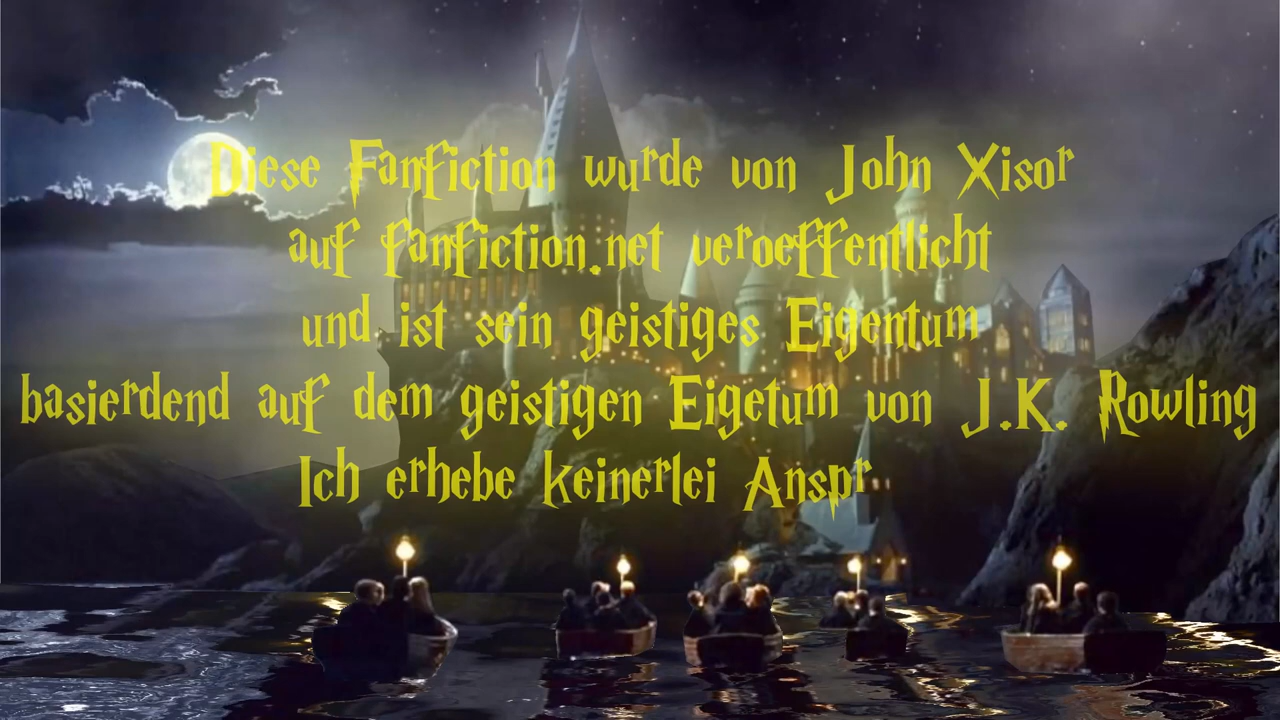 Diese Fanfiction wurde von John Xisor
auf fanfiction.net veroeffentlicht
und ist sein geistiges Eigentum
basierdend auf dem geistigen Eigetum von J.K. Rowling
Ich erhebe keinerlei Anspr